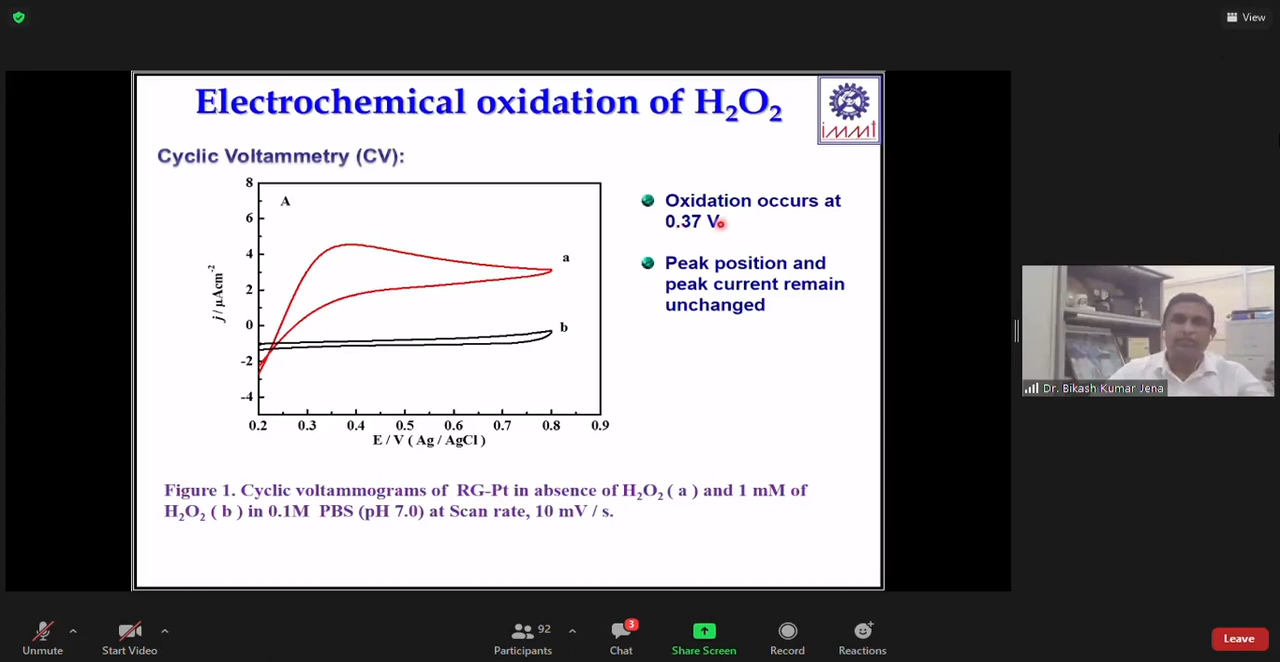 View
Electrochemical oxidation of H₂O₂
immt
Cyclic Voltammetry (CV):
8
6
4
2
0
-2
-4
A
a
b
j / μAcm⁻²
0.2 0.3 0.4 0.5 0.6 0.7 0.8 0.9
E / V ( Ag / AgCl )
Oxidation occurs at
0.37 V
Peak position and
peak current remain
unchanged
Figure 1. Cyclic voltammograms of RG-Pt in absence of H₂O₂ ( a ) and 1 mM of
H₂O₂ ( b ) in 0.1M PBS (pH 7.0) at Scan rate, 10 mV / s.
Dr. Bikash Kumar Jena
Unmute
Start Video
92
Participants
3
Chat
Share Screen
Record
Reactions
Leave